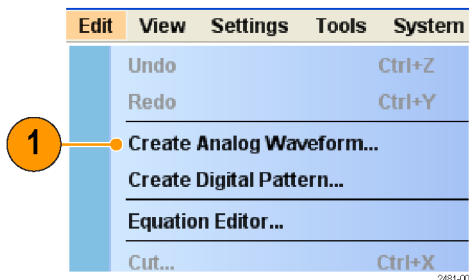 Edit View Settings Tools System
Undo Ctrl+Z
Redo Ctrl+Y
1 Create Analog Waveform...
Create Digital Pattern...
Equation Editor...
Cut... Ctrl+X